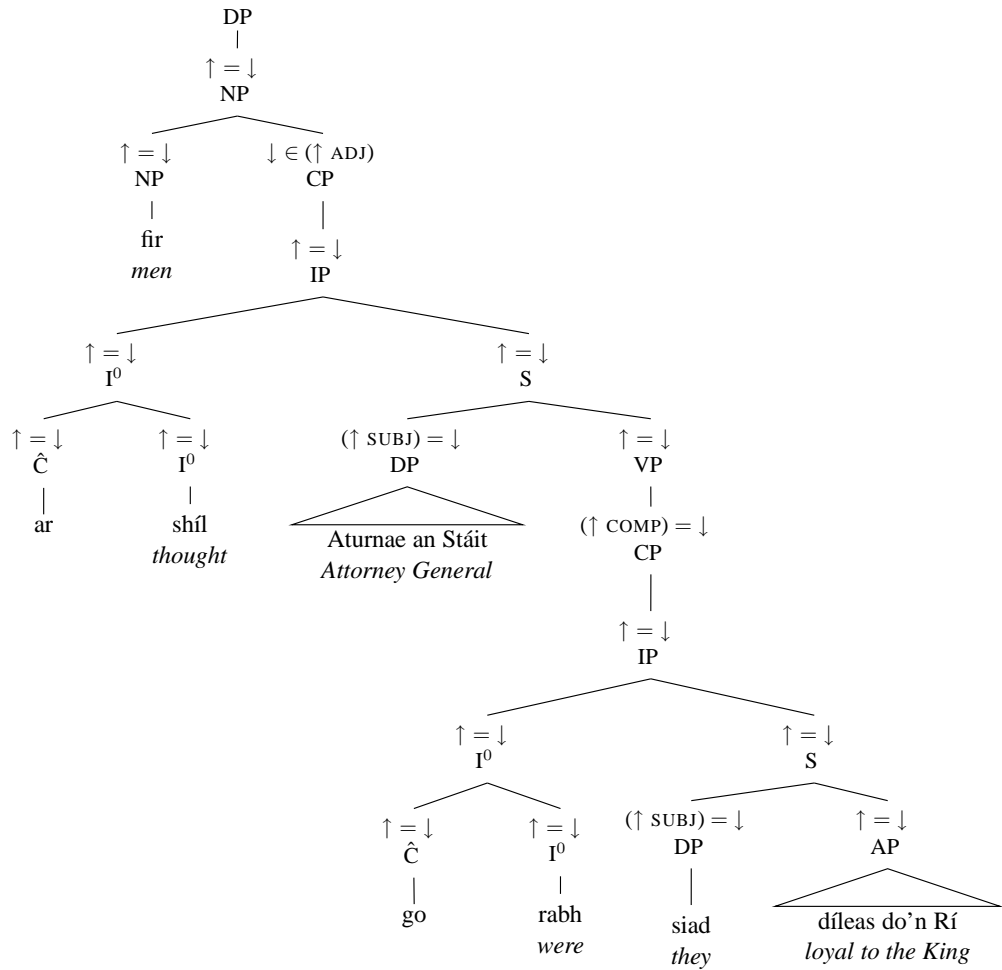 DP
↑ = ↓
NP
↑ = ↓ ↓ ∈ (↑ ADJ)
NP CP
fir ↑ = ↓
men IP
↑ = ↓ ↑ = ↓
I⁰ S
↑ = ↓ ↑ = ↓ (↑ SUBJ) = ↓ ↑ = ↓
Ĉ I⁰ DP VP
ar shíl Aturnae an Stáit (↑ COMP) = ↓
thought Attorney General CP
↑ = ↓
IP
↑ = ↓ ↑ = ↓
I⁰ S
↑ = ↓ ↑ = ↓ (↑ SUBJ) = ↓ ↑ = ↓
Ĉ I⁰ DP AP
go rabh siad díleas do'n Rí
were they loyal to the King